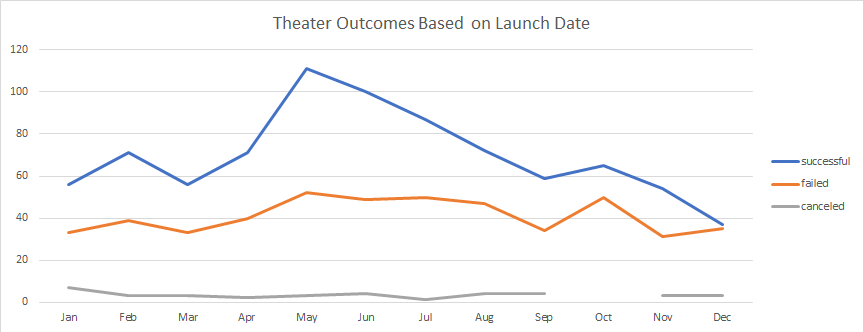 Theater Outcomes Based  on Launch Date
120
100
80
60
40
20
0
Jan Feb Mar Apr May Jun Jul Aug Sep Oct Nov Dec
successful
failed
canceled